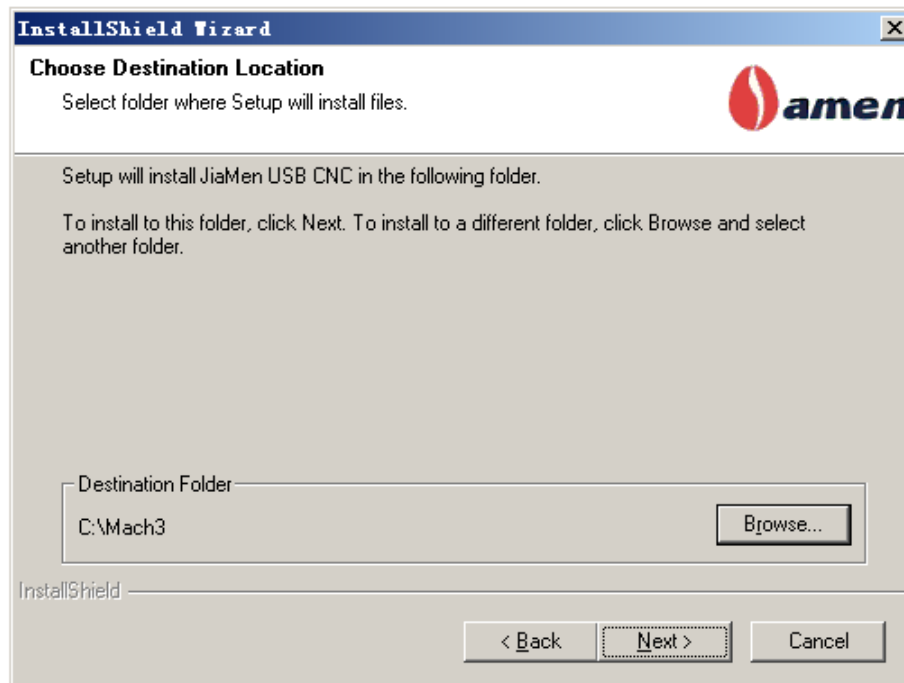 InstallShield Wizard
Choose Destination Location
Select folder where Setup will install files.
amen
Setup will install JiaMen USB CNC in the following folder.
To install to this folder, click Next. To install to a different folder, click Browse and select
another folder.
Destination Folder
C:\Mach3
Browse...
InstallShield
< Back
Next >
Cancel